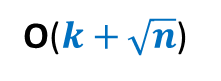 O(k + √n)